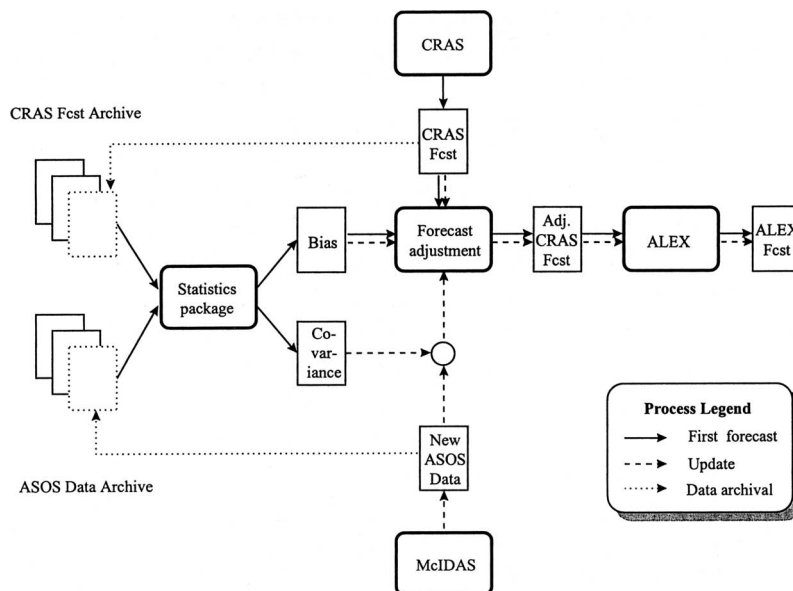 CRAS
CRAS Fcst Archive
CRAS
Fcst
Bias
Forecast
adjustment
Adj.
CRAS
Fcst
ALEX
ALEX
Fcst
Statistics
package
Co-
var-
iance
New
ASOS
Data
ASOS Data Archive
McIDAS
Process Legend
First forecast
Update
Data archival